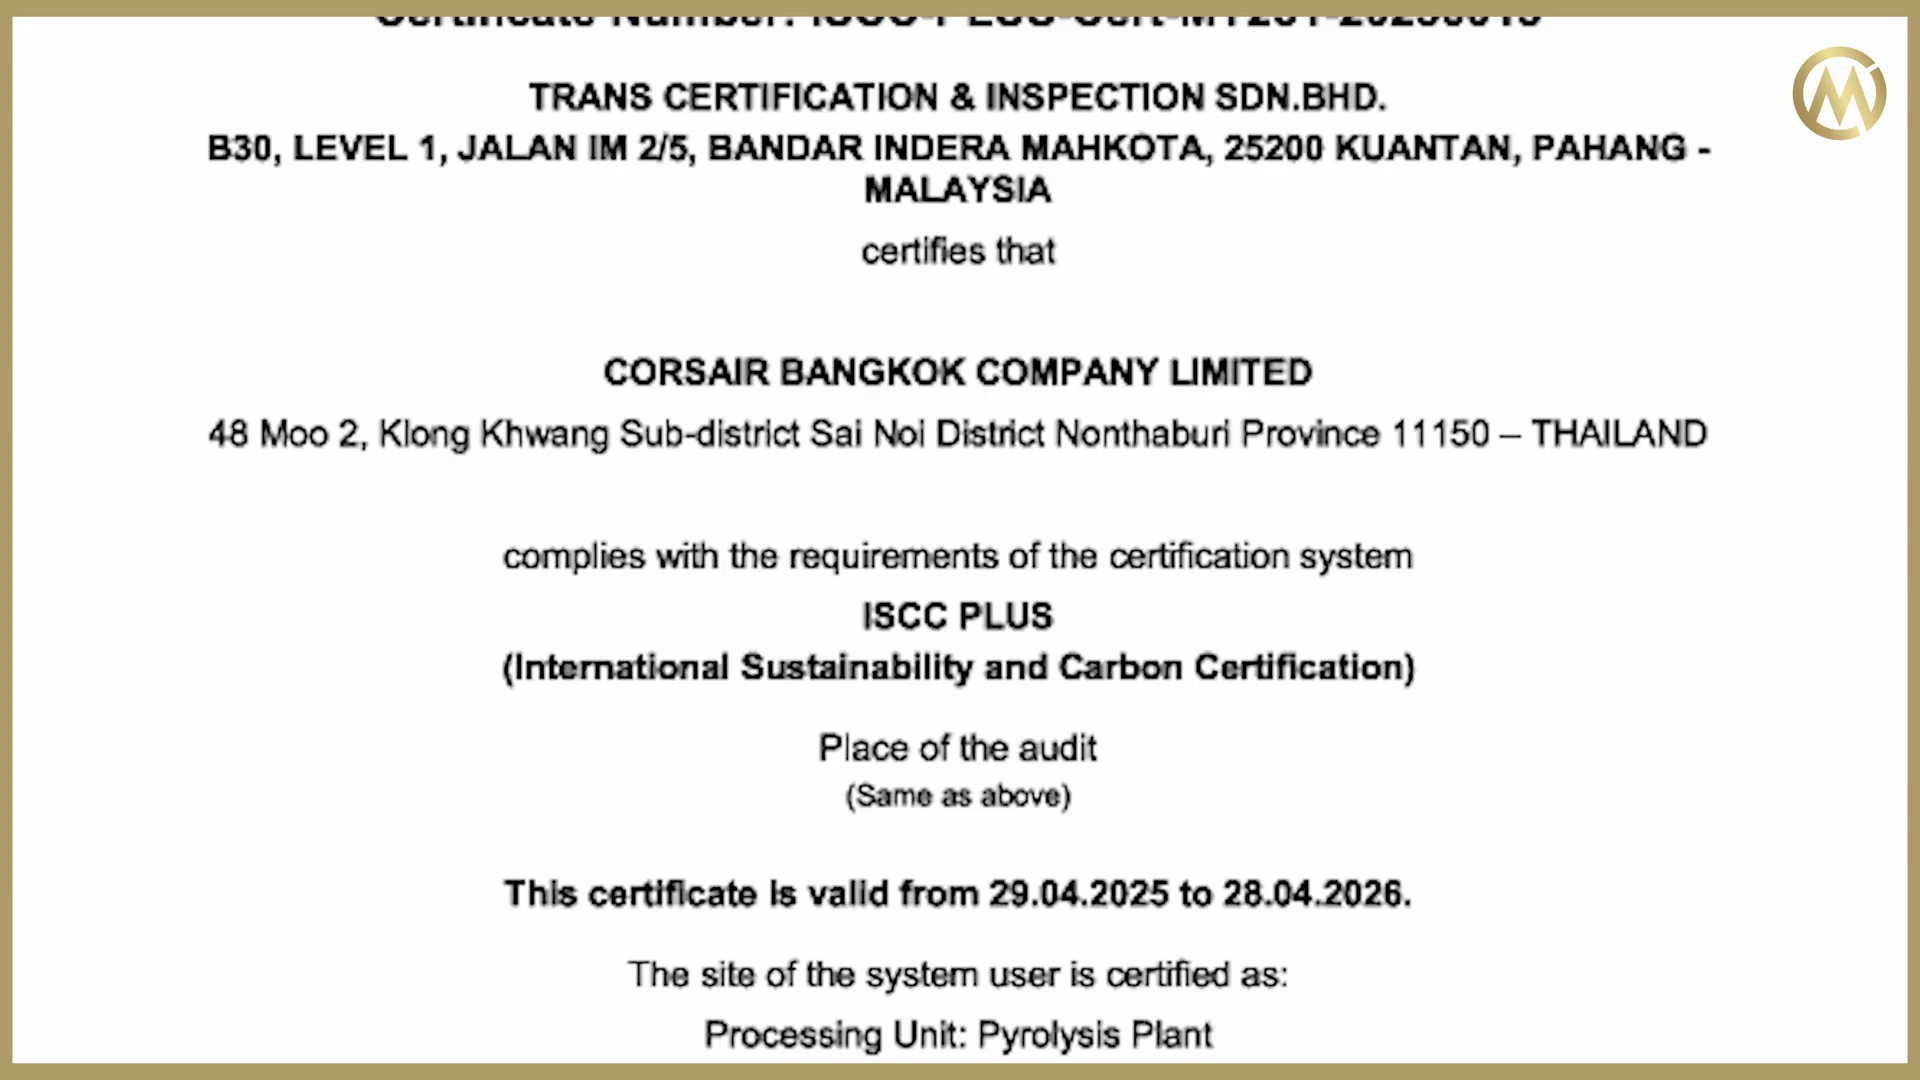 Certificate Number:
TRANS CERTIFICATION & INSPECTION SDN.BHD.
B30, LEVEL 1, JALAN IM 2/5, BANDAR INDERA MAHKOTA, 25200 KUANTAN, PAHANG -
MALAYSIA
certifies that
CORSAIR BANGKOK COMPANY LIMITED
48 Moo 2, Klong Khwang Sub-district Sai Noi District Nonthaburi Province 11150 – THAILAND
complies with the requirements of the certification system
ISCC PLUS
(International Sustainability and Carbon Certification)
Place of the audit
(Same as above)
This certificate is valid from 29.04.2025 to 28.04.2026.
The site of the system user is certified as:
Processing Unit: Pyrolysis Plant